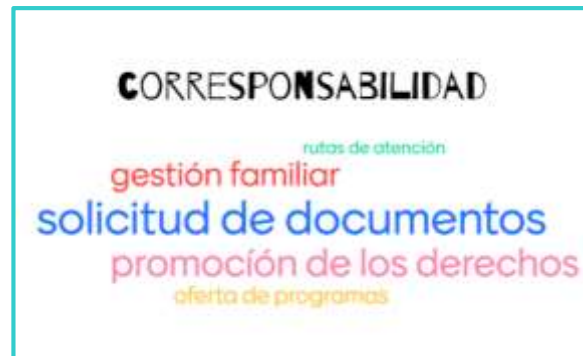 CORRESPONSABILIDAD
rutas de atención
gestión familiar
solicitud de documentos
promoción de los derechos
oferta de programas